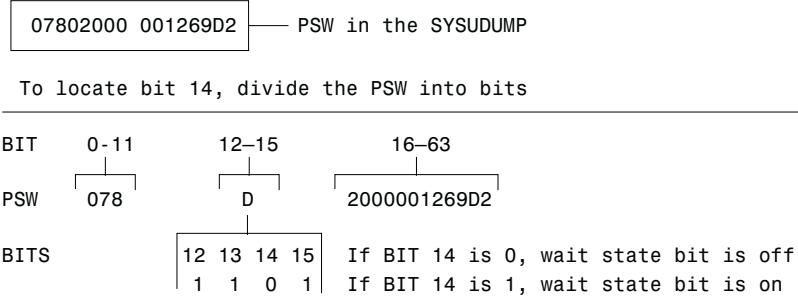 07802000 001269D2 PSW in the SYSUDUMP
To locate bit 14, divide the PSW into bits
BIT 0-11 12–15 16–63
PSW 078 D 2000001269D2
BITS 12 13 14 15 If BIT 14 is 0, wait state bit is off
1 1 0 1 If BIT 14 is 1, wait state bit is on